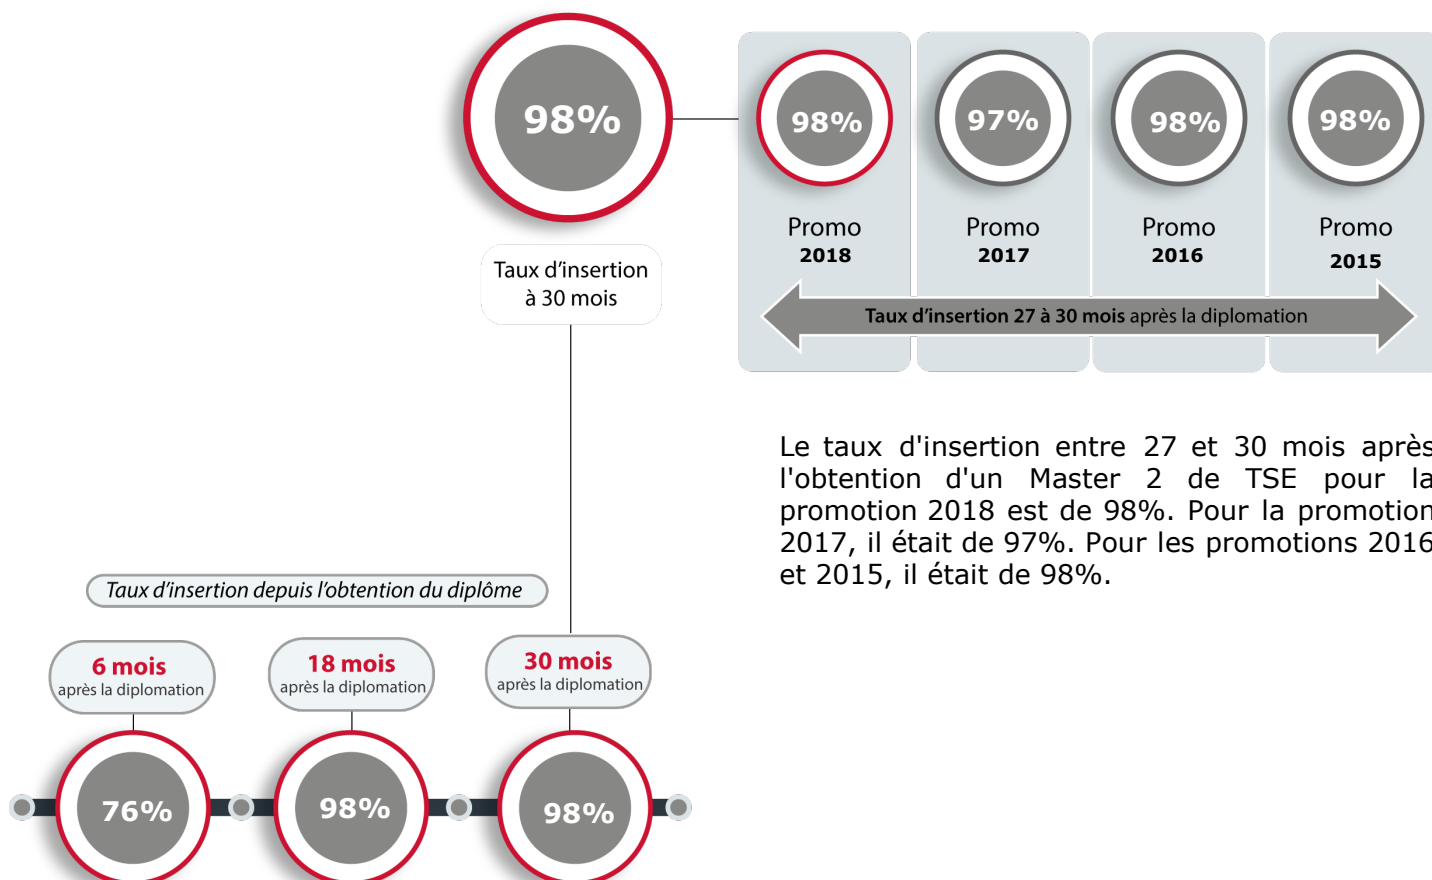 98%
Taux d'insertion
à 30 mois
98%
97%
98%
98%
Promo
2018
Promo
2017
Promo
2016
Promo
2015
Taux d'insertion 27 à 30 mois après la diplomation
Le taux d'insertion entre 27 et 30 mois après
l'obtention d'un Master 2 de TSE pour la
promotion 2018 est de 98%. Pour la promotion
2017, il était de 97%. Pour les promotions 2016
et 2015, il était de 98%.
Taux d'insertion depuis l'obtention du diplôme
6 mois
après la diplomation
18 mois
après la diplomation
30 mois
après la diplomation
76%
98%
98%